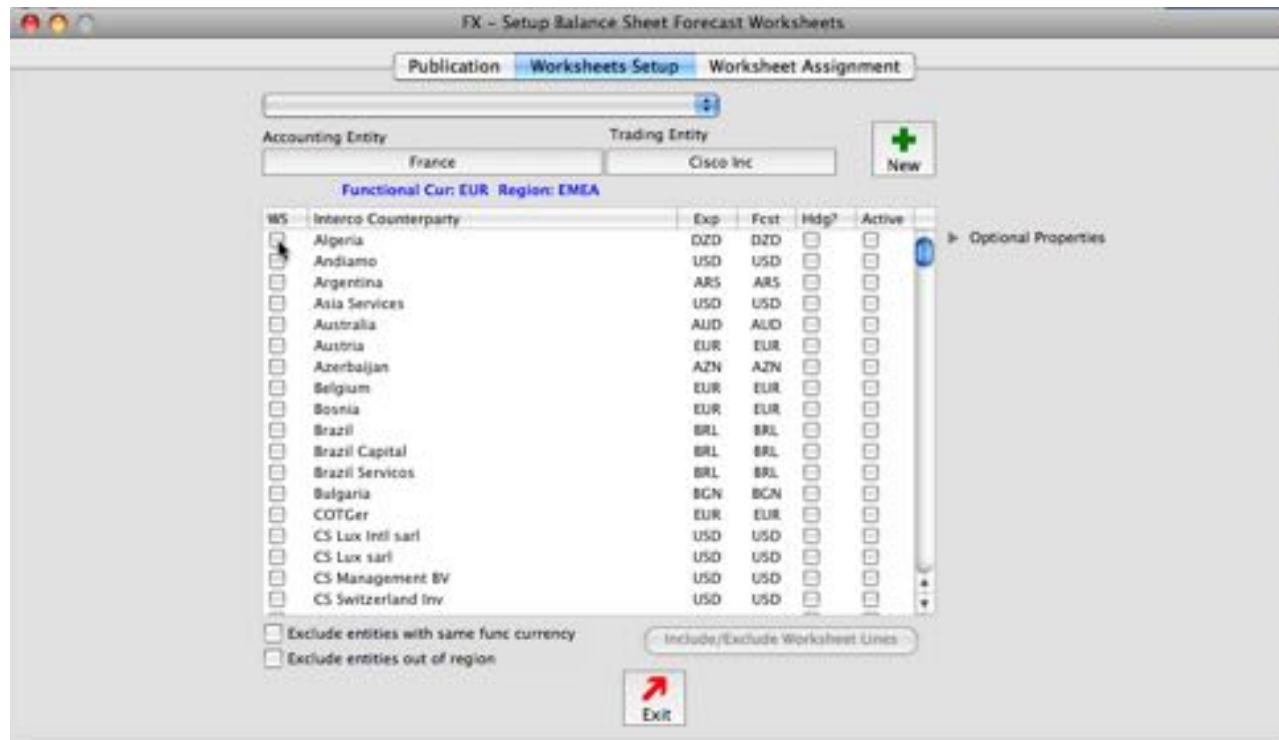 FX - Setup Balance Sheet Forecast Worksheets
Publication Worksheets Setup Worksheet Assignment
Accounting Entity Trading Entity
France Cisco Inc New
Functional Cur: EUR Region: EMEA
WS Interco Counterparty Exp Fcst Hdg? Active
Algeria DZD DZD Optional Properties
Andiamo USD USD
Argentina ARS ARS
Asia Services USD USD
Australia AUD AUD
Austria EUR EUR
Azerbaijan AZN AZN
Belgium EUR EUR
Bosnia EUR EUR
Brazil BRL BRL
Brazil Capital BRL BRL
Brazil Servicos BRL BRL
Bulgaria BGN BGN
COTGer EUR EUR
CS Lux Intl sarl USD USD
CS Lux sarl USD USD
CS Management BV USD USD
CS Switzerland Inv USD USD
Exclude entities with same func currency Include/Exclude Worksheet Lines
Exclude entities out of region
Exit